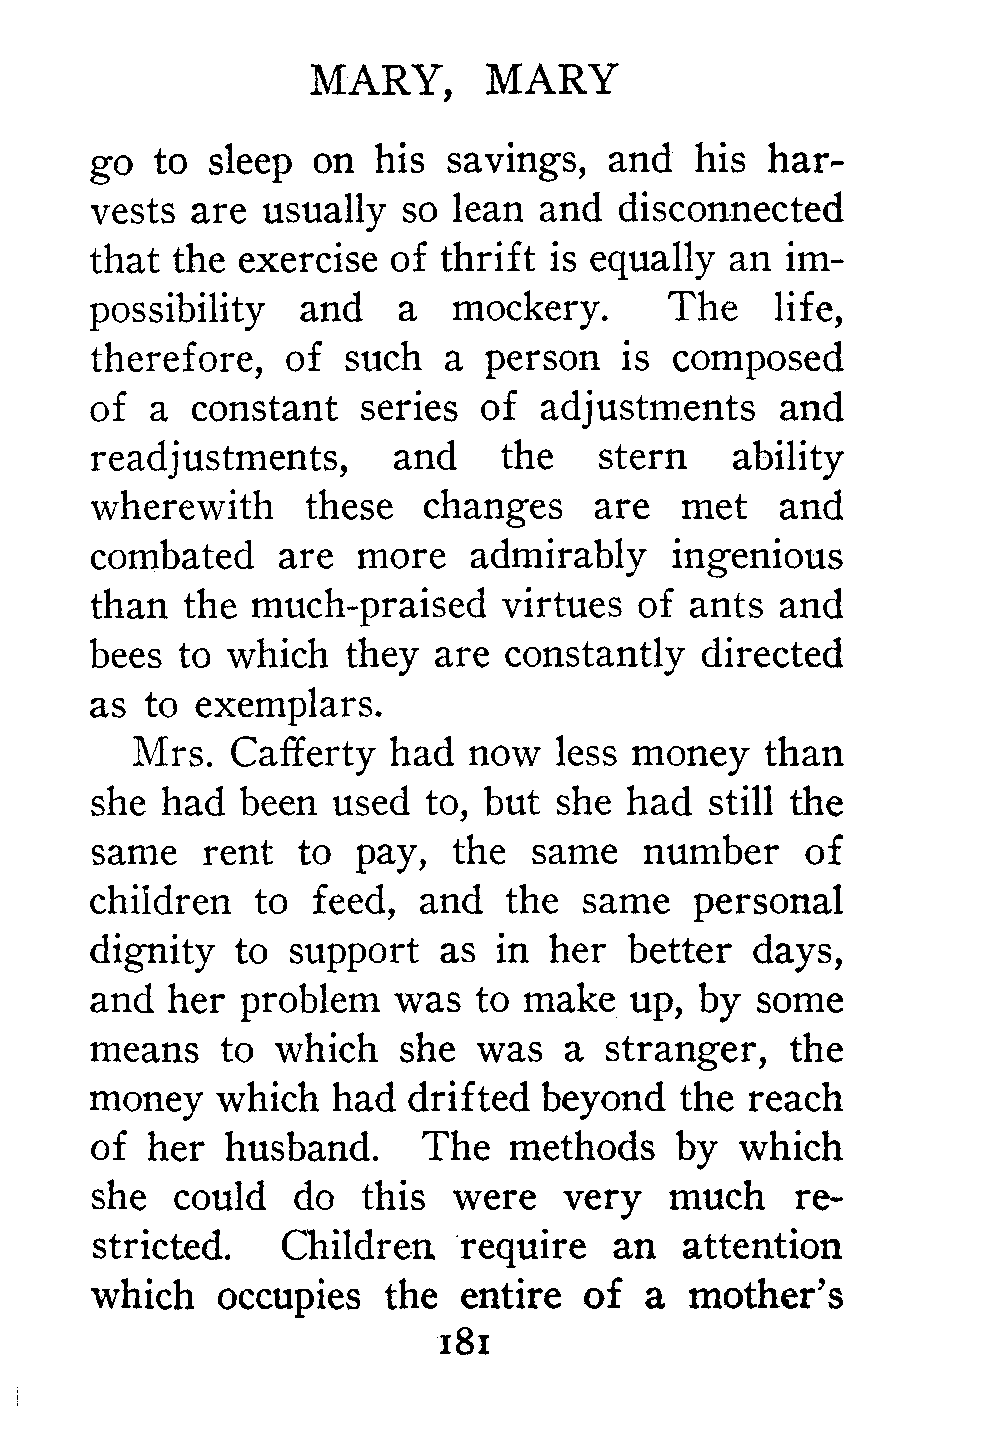 MARY, MARY
go to sleep on his savings, and his har-
vests are usually so lean and disconnected
that the exercise of thrift is equally an im-
possibility and a mockery. The life,
therefore, of such a person is composed
of a constant series of adjustments and
readjustments, and the stern ability
wherewith these changes are met and
combated are more admirably ingenious
than the much-praised virtues of ants and
bees to which they are constantly directed
as to exemplars.
Mrs. Cafferty had now less money than
she had been used to, but she had still the
same rent to pay, the same number of
children to feed, and the same personal
dignity to support as in her better days,
and her problem was to make up, by some
means to which she was a stranger, the
money which had drifted beyond the reach
of her husband. The methods by which
she could do this were very much re-
stricted. Children require an attention
which occupies the entire of a mother's
181